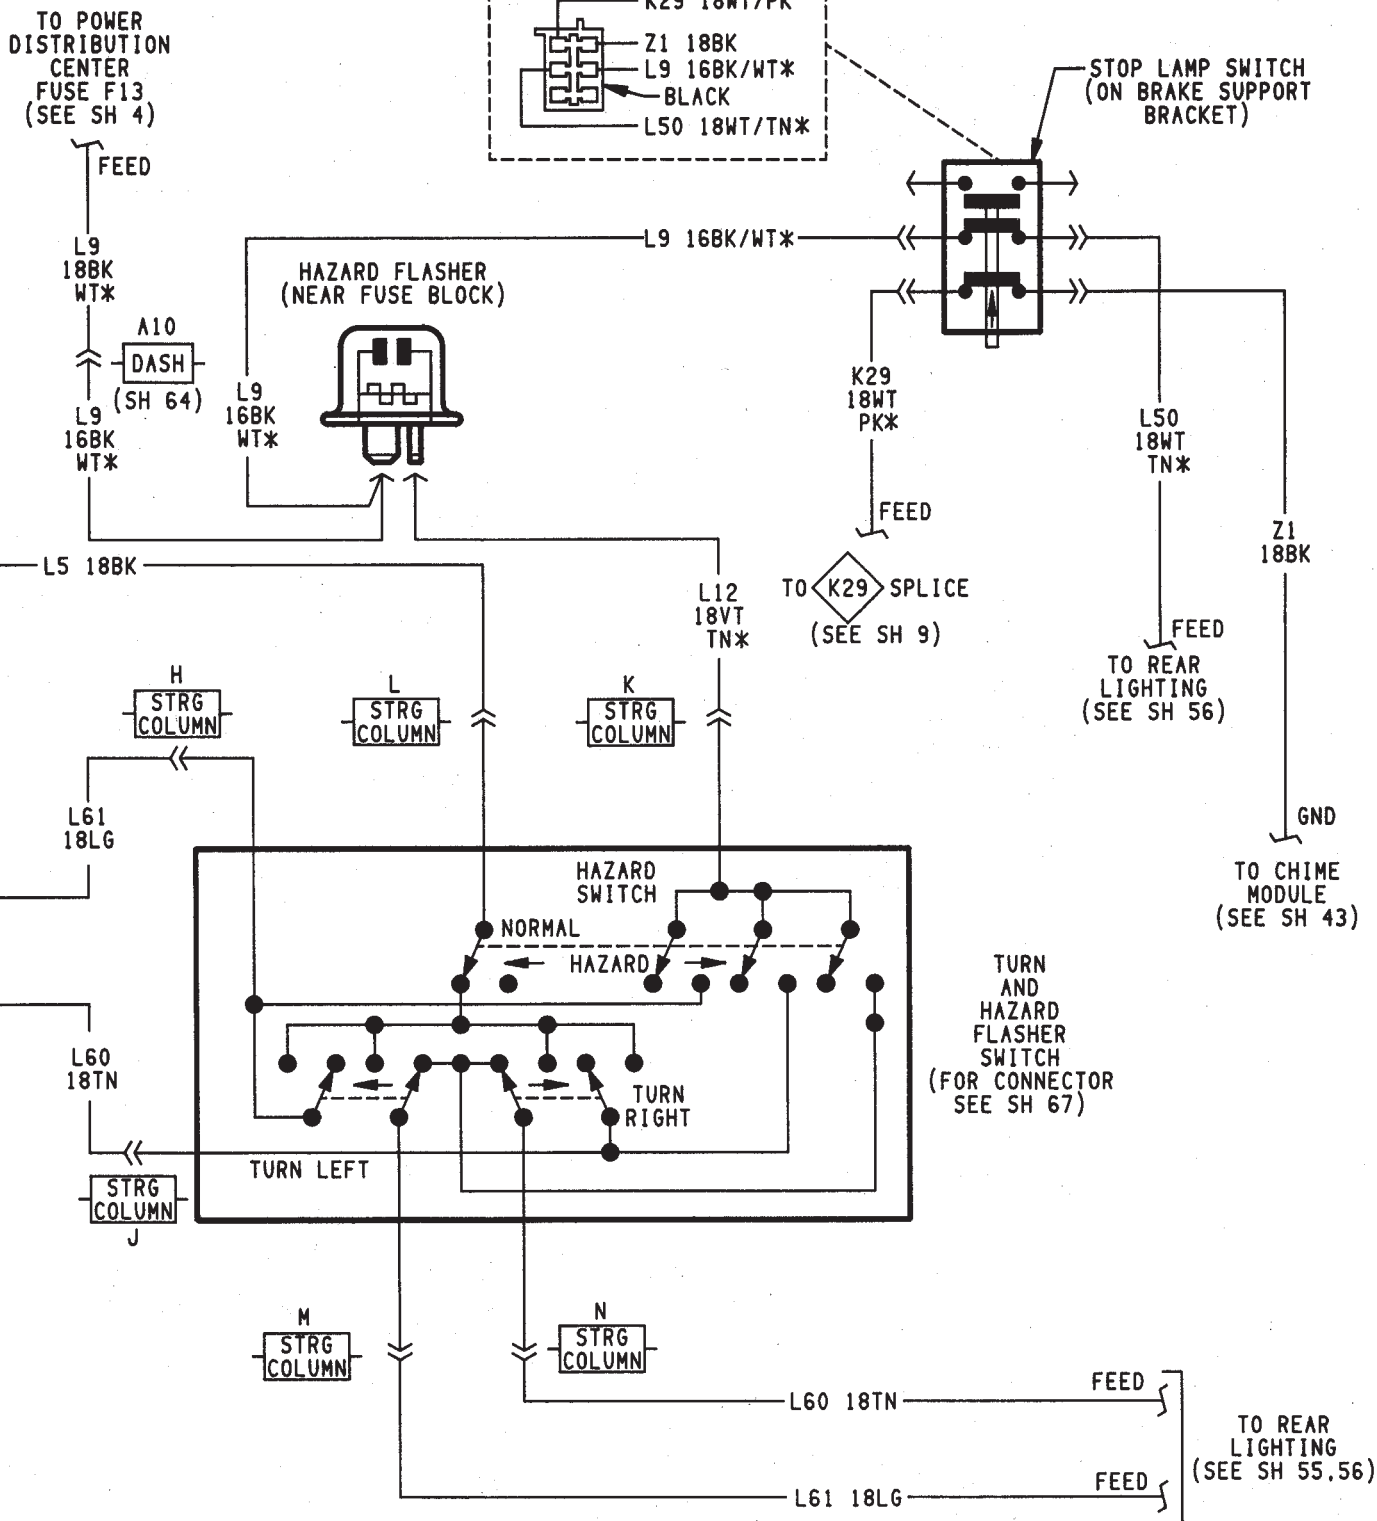 K29 18WT/PK
TO POWER
DISTRIBUTION
CENTER
FUSE F13
(SEE SH 4)
FEED
Z1 18BK
L9 16BK/WT*
BLACK
L50 18WT/TN*
STOP LAMP SWITCH
(ON BRAKE SUPPORT
BRACKET)
L9
18BK
WT*
L9 16BK/WT*
HAZARD FLASHER
(NEAR FUSE BLOCK)
A10
DASH
(SH 64)
L9
16BK
WT*
L9
16BK
WT*
K29
18WT
PK*
L50
18WT
TN*
FEED
Z1
18BK
L5 18BK
L12
18VT
TN*
TO K29 SPLICE
(SEE SH 9)
FEED
TO REAR
LIGHTING
(SEE SH 56)
H
STRG
COLUMN
L
STRG
COLUMN
K
STRG
COLUMN
L61
18LG
GND
TO CHIME
MODULE
(SEE SH 43)
HAZARD
SWITCH
NORMAL
HAZARD
TURN
AND
HAZARD
FLASHER
SWITCH
(FOR CONNECTOR
SEE SH 67)
L60
18TN
TURN
RIGHT
TURN LEFT
STRG
COLUMN
J
M
STRG
COLUMN
N
STRG
COLUMN
FEED
L60 18TN
TO REAR
LIGHTING
(SEE SH 55,56)
FEED
L61 18LG